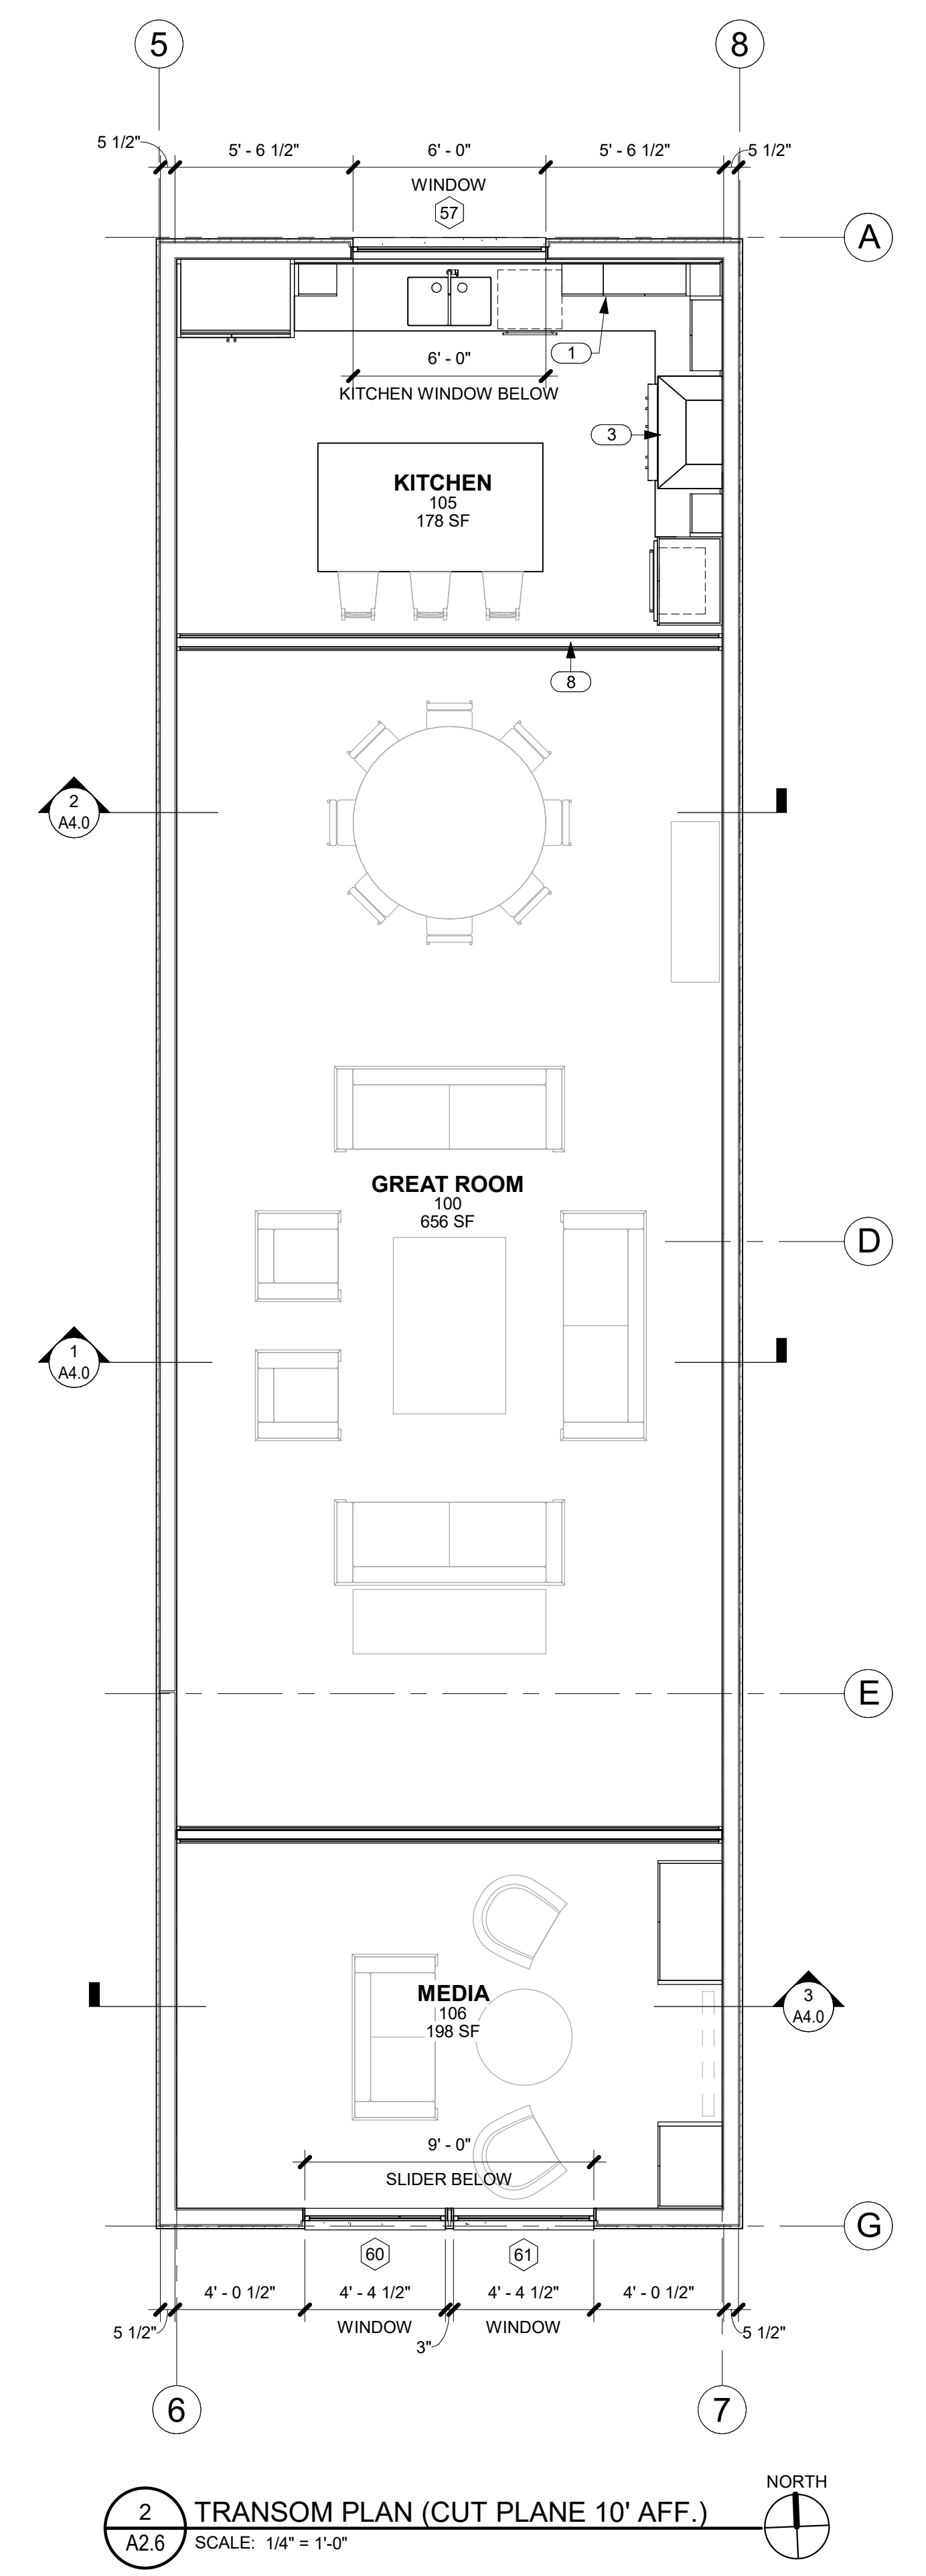 5
8
5 1/2"
5' - 6 1/2"
6' - 0"
5' - 6 1/2"
5 1/2"
WINDOW
57
A
1
6' - 0"
KITCHEN WINDOW BELOW
3
KITCHEN
105
178 SF
8
2
A4.0
GREAT ROOM
100
656 SF
D
1
A4.0
E
MEDIA
106
198 SF
3
A4.0
9' - 0"
SLIDER BELOW
G
60
61
4' - 0 1/2"
4' - 4 1/2"
4' - 4 1/2"
4' - 0 1/2"
5 1/2"
WINDOW
3"
WINDOW
5 1/2"
6
7
NORTH
2
A2.6
TRANSOM PLAN (CUT PLANE 10' AFF.)
SCALE: 1/4" = 1'-0"